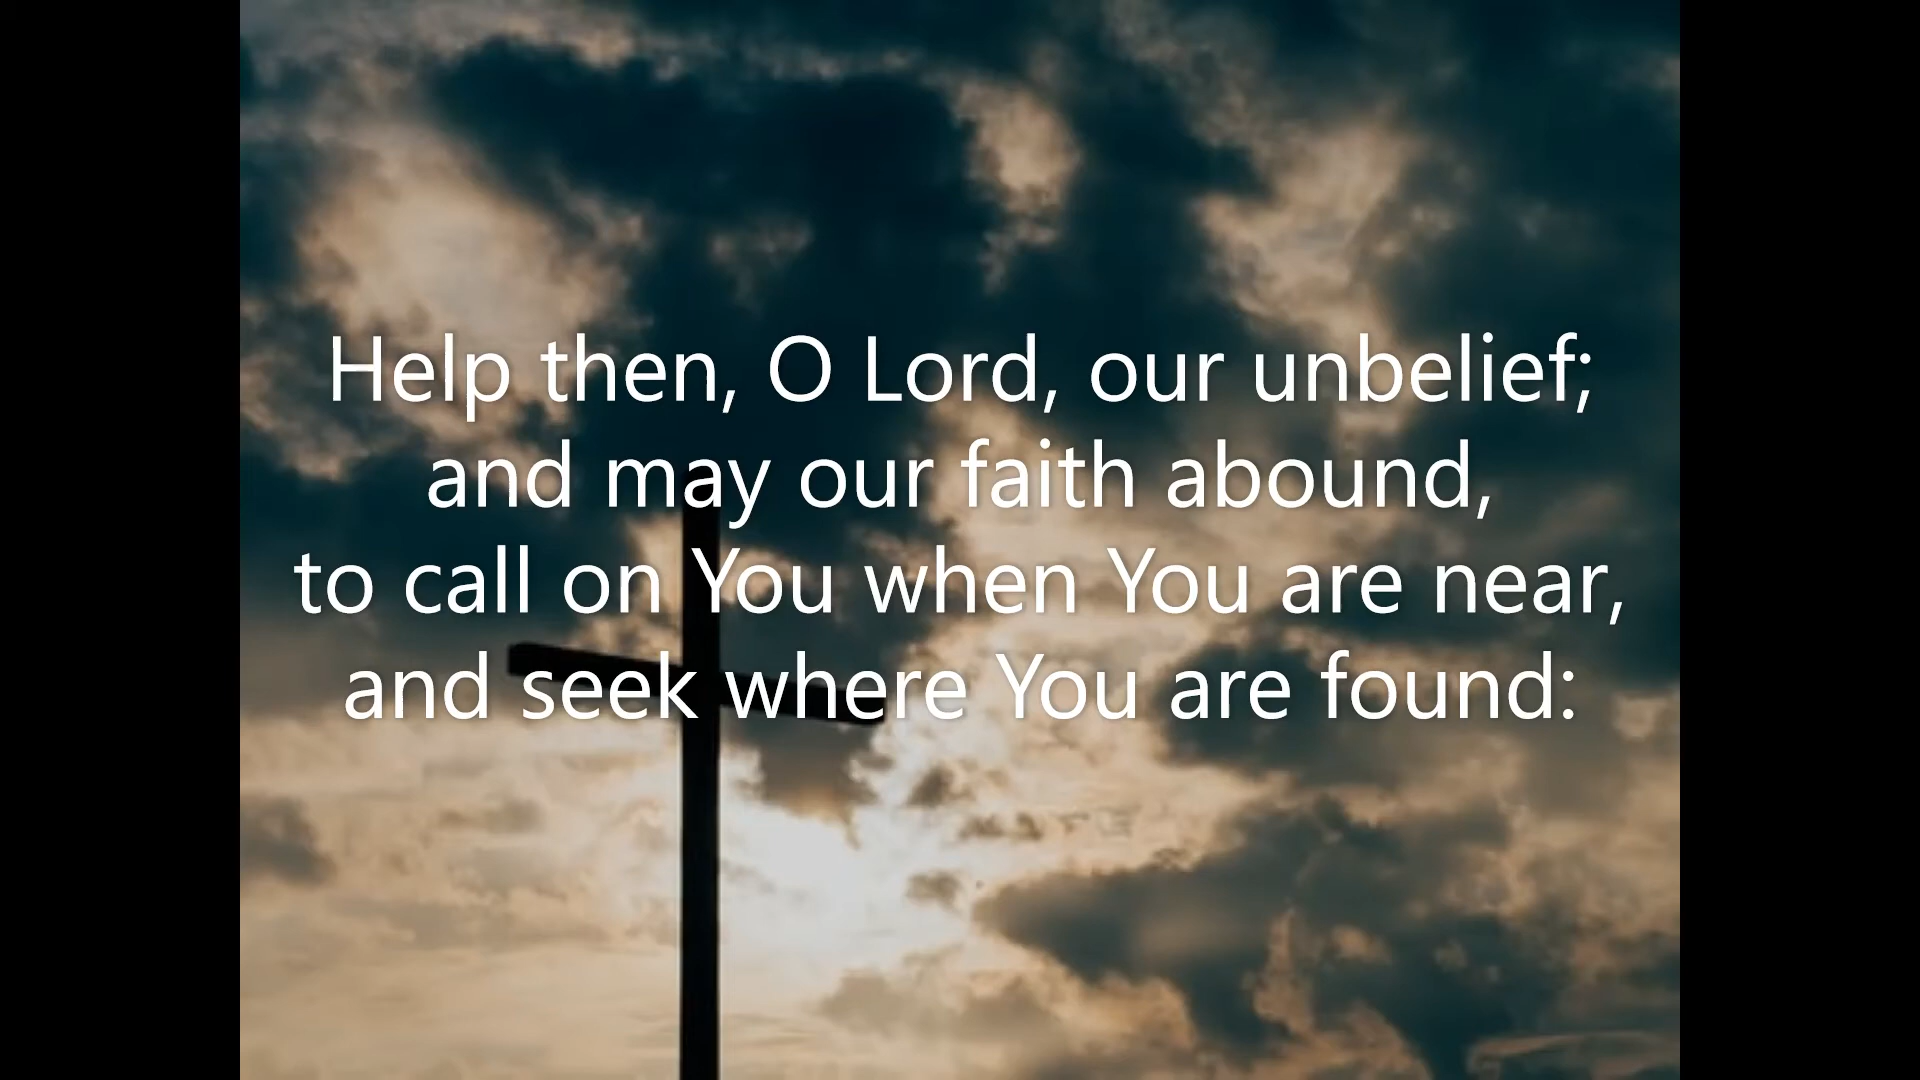 Help then, O Lord, our unbelief;
and may our faith abound,
to call on You when You are near,
and seek where You are found: